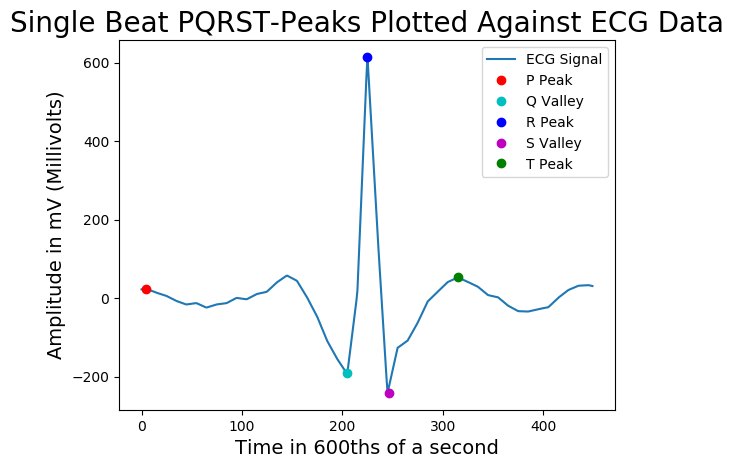 Single Beat PQRST-Peaks Plotted Against ECG Data
Amplitude in mV (Millivolts)
600
400
200
0
−200
0 100 200 300 400
Time in 600ths of a second
ECG Signal
P Peak
Q Valley
R Peak
S Valley
T Peak